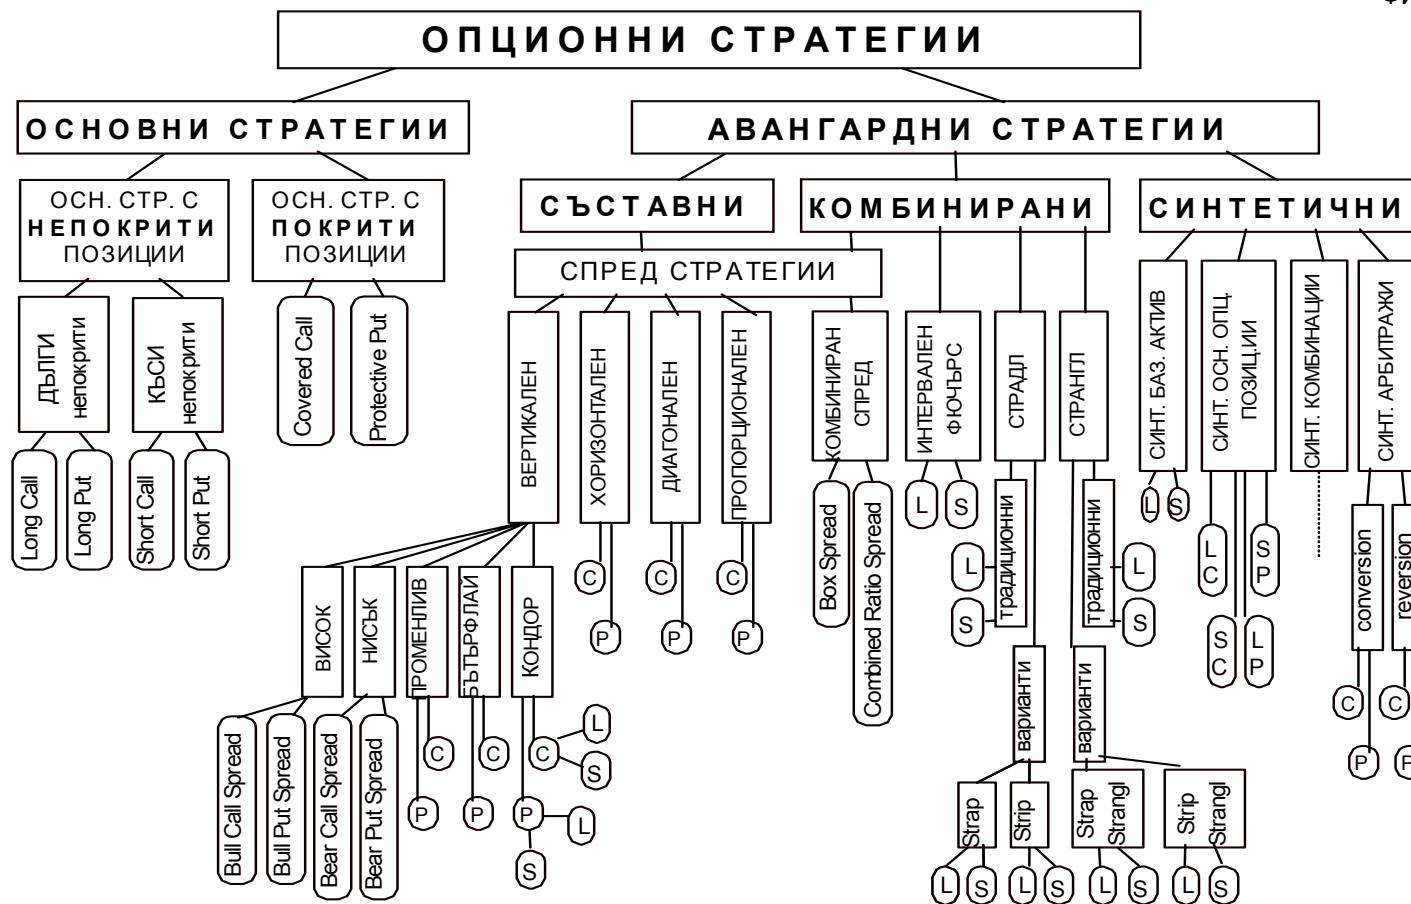 ФИ
ОПЦИОННИ СТРАТЕГИИ
ОСНОВНИ СТРАТЕГИИ
АВАНГАРДНИ СТРАТЕГИИ
ОСН. СТР. С
НЕПОКРИТИ
ПОЗИЦИИ
ОСН. СТР. С
ПОКРИТИ
ПОЗИЦИИ
СЪСТАВНИ
КОМБИНИРАНИ
СИНТЕТИЧНИ
СПРЕД СТРАТЕГИИ
ДЪЛГИ
непокрити
КЪСИ
непокрити
Covered Call
Protective Put
Long Call
Long Put
Short Call
Short Put
ВЕРТИКАЛЕН
ХОРИЗОНТАЛЕН
ДИАГОНАЛЕН
ПРОПОРЦИОНАЛЕН
КОМБИНИРАН
СПРЕД
ИНТЕРВАЛЕН
ФЮЧЪРС
СТРАДЛ
СТРАНГЛ
СИНТ. БАЗ. АКТИВ
СИНТ. ОСН. ОПЦ.
ПОЗИЦИИ
СИНТ. КОМБИНАЦИИ
СИНТ. АРБИТРАЖИ
ВИСОК
НИСЪК
ПРОМЕНЛИВ
БЪТЪРФЛАЙ
КОНДОР
C
P
C
P
C
P
Box Spread
Combined Ratio Spread
L
S
традиционни
L
S
традиционни
L
S
L
S
L
C
S
P
S
C
L
P
conversion
reversion
C
P
C
P
Bull Call Spread
Bull Put Spread
Bear Call Spread
Bear Put Spread
C
P
C
P
C
L
S
P
L
S
варианти
варианти
Strap
Strip
Strap
Strangl
Strip
Strangl
L
S
L
S
L
S
L
S